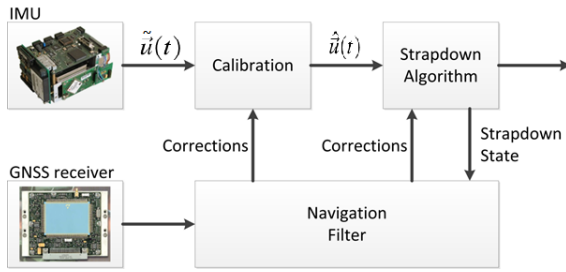 IMU
ũ⃗(t)
Calibration
û⃗(t)
Strapdown
Algorithm
Corrections
Corrections
Strapdown
State
GNSS receiver
Navigation
Filter